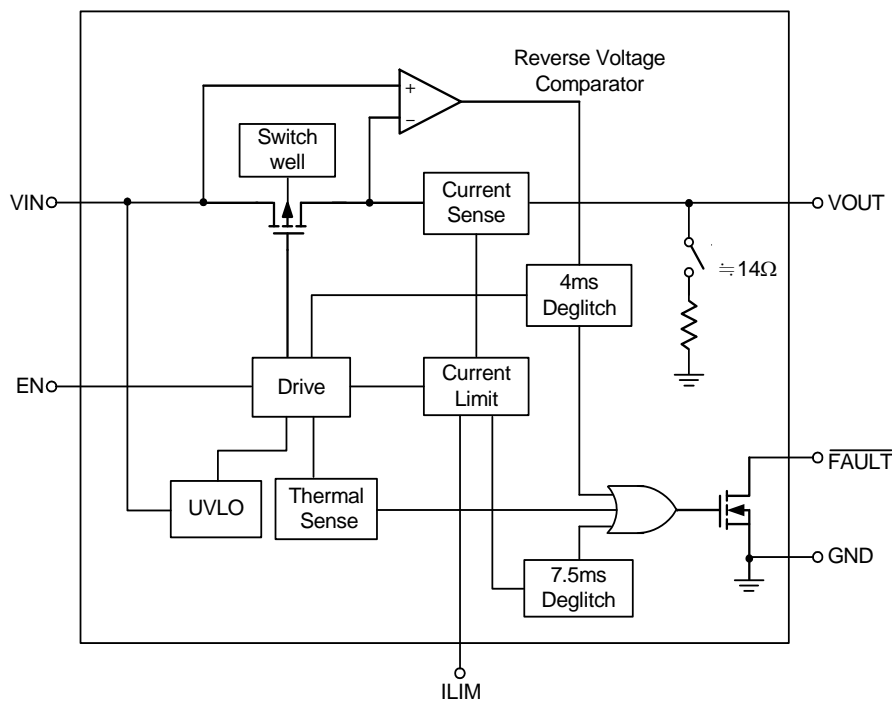 Reverse Voltage
Comparator
+
−
Switch
well
VIN
Current
Sense
VOUT
≒14Ω
4ms
Deglitch
EN
Drive
Current
Limit
FAULT
UVLO
Thermal
Sense
GND
7.5ms
Deglitch
ILIM